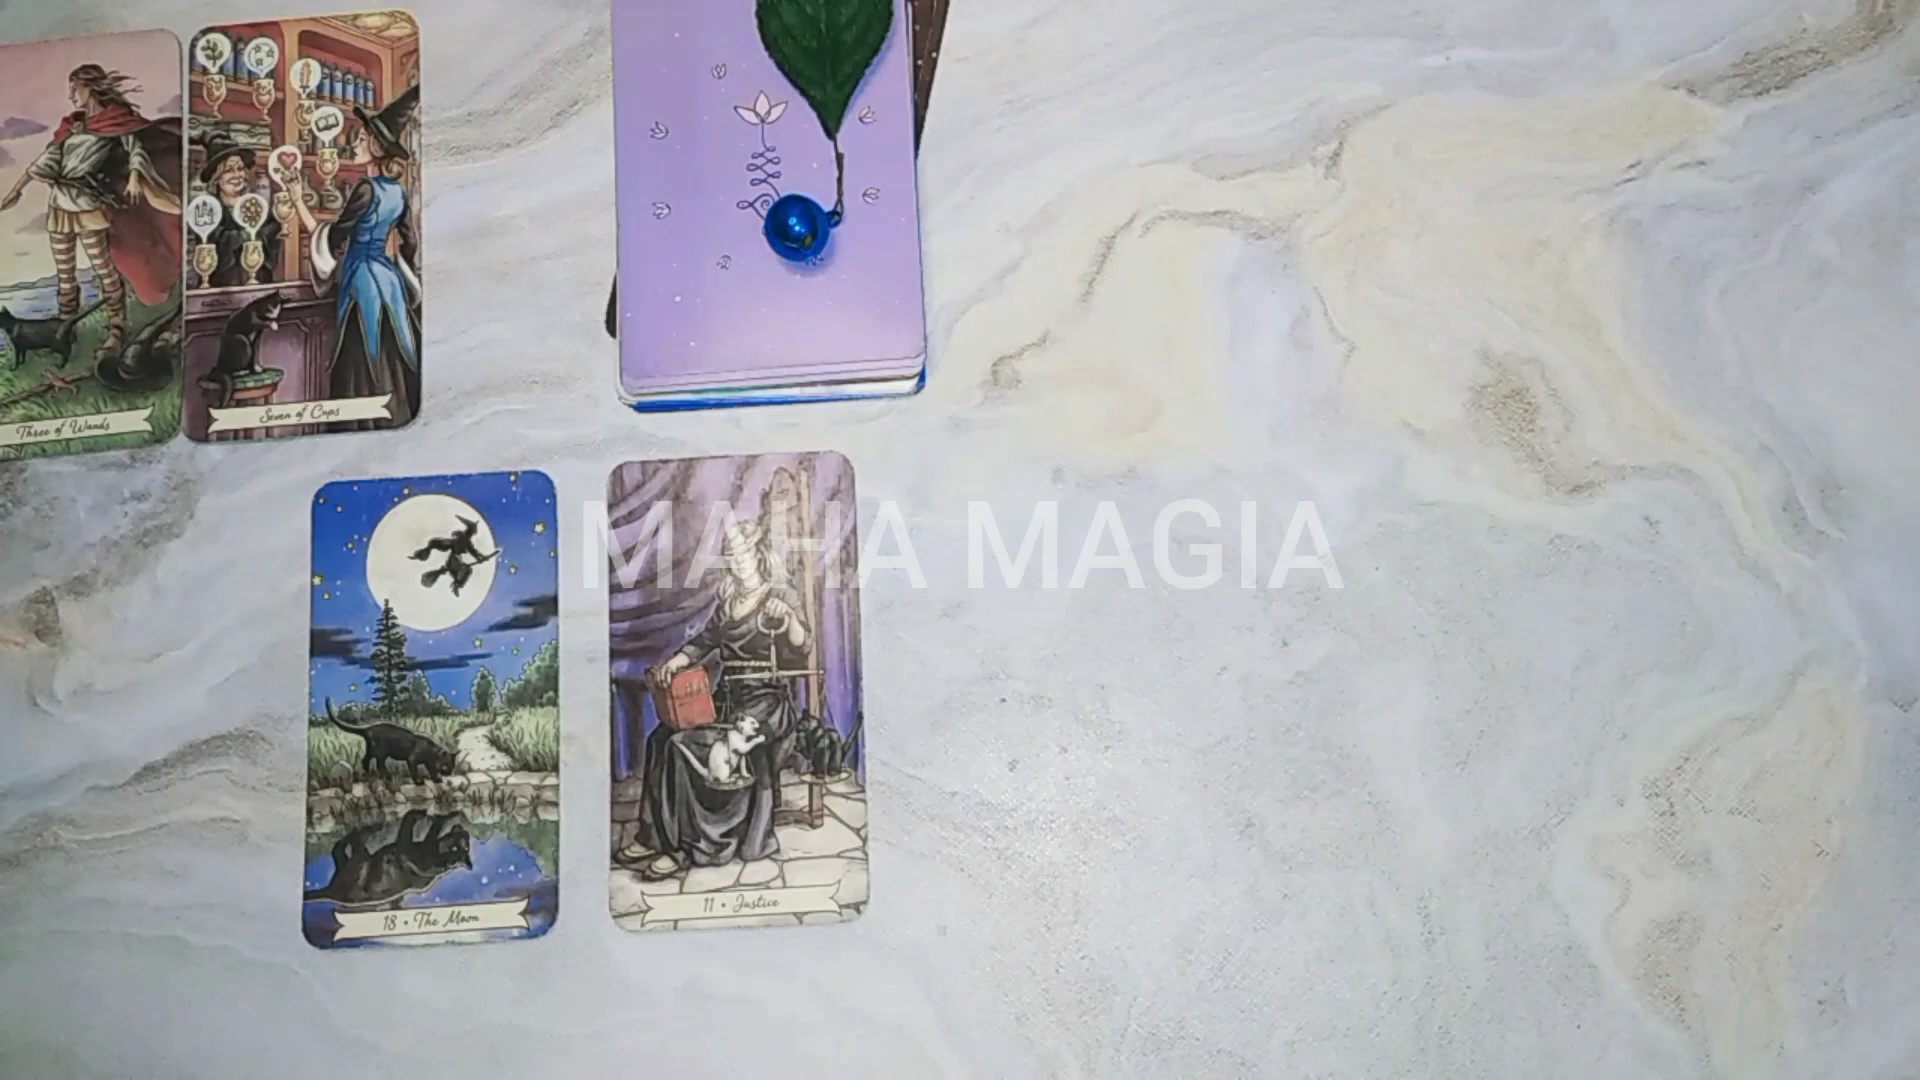 Three of Wands
Seven of Cups
MAHA MAGIA
18 • The Moon
11 • Justice